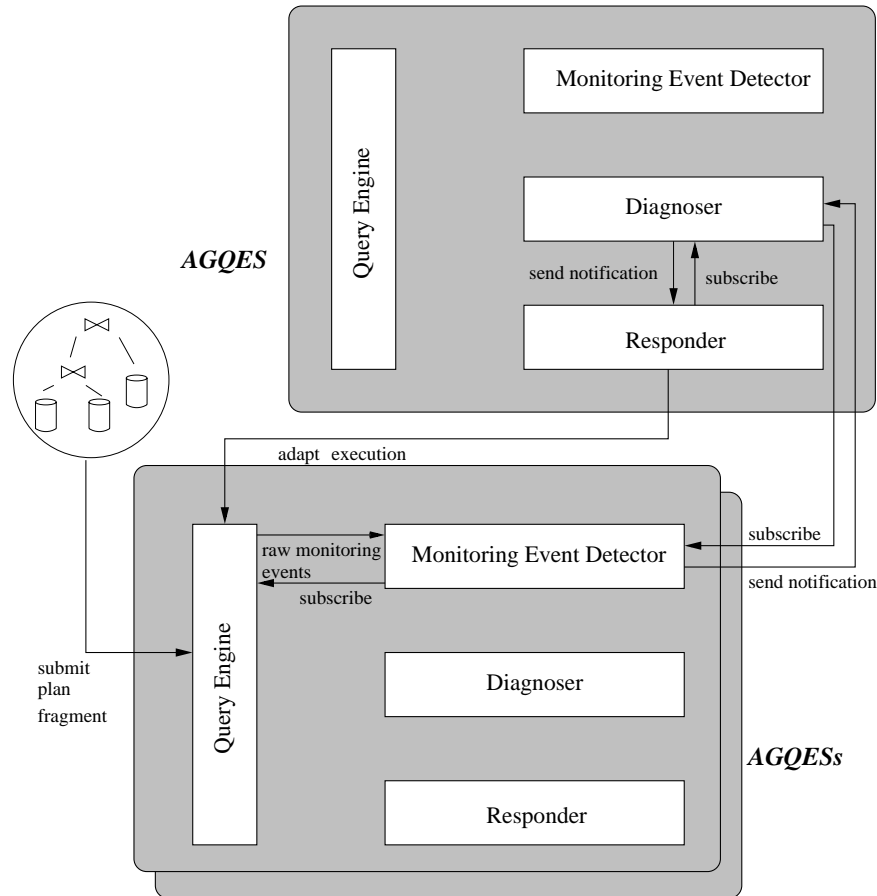 Monitoring Event Detector
Query Engine
Diagnoser
AGQES
send notification
subscribe
Responder
adapt execution
raw monitoring
events
subscribe
Monitoring Event Detector
subscribe
send notification
submit
plan
fragment
Query Engine
Diagnoser
AGQESs
Responder